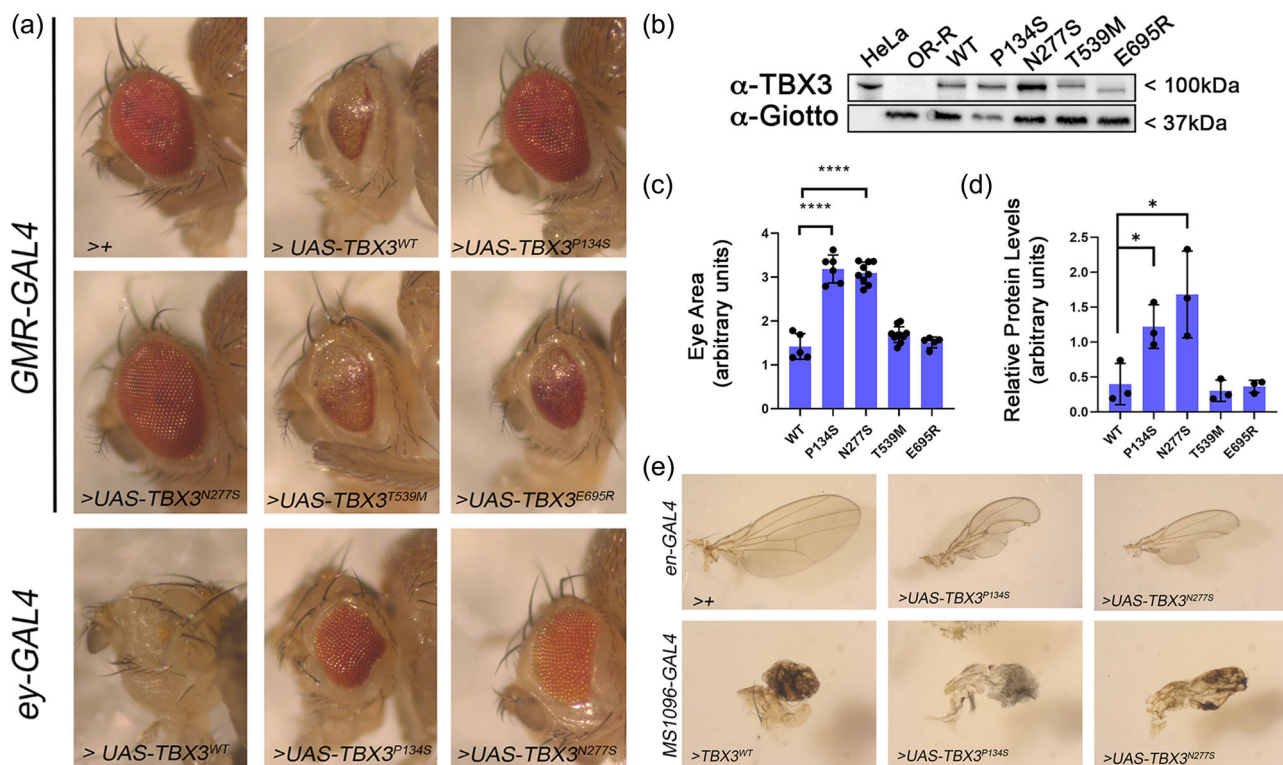 (a)
GMR-GAL4
>+
> UAS-TBX3WT
>UAS-TBX3P134S
>UAS-TBX3N277S
>UAS-TBX3T539M
>UAS-TBX3E695R
ey-GAL4
> UAS-TBX3WT
>UAS-TBX3P134S
>UAS-TBX3N277S
(b)
HeLa
OR-R
WT
P134S
N277S
T539M
E695R
α-TBX3
< 100kDa
α-Giotto
< 37kDa
(c)
****
****
Eye Area
(arbitrary units)
4
3
2
1
0
WT
P134S
N277S
T539M
E695R
(d)
*
*
Relative Protein Levels
(arbitrary units)
2.5
2.0
1.5
1.0
0.5
0.0
WT
P134S
N277S
T539M
E695R
(e)
en-GAL4
>+
>UAS-TBX3P134S
>UAS-TBX3N277S
MS1096-GAL4
>TBX3WT
>UAS-TBX3P134S
>UAS-TBX3N277S